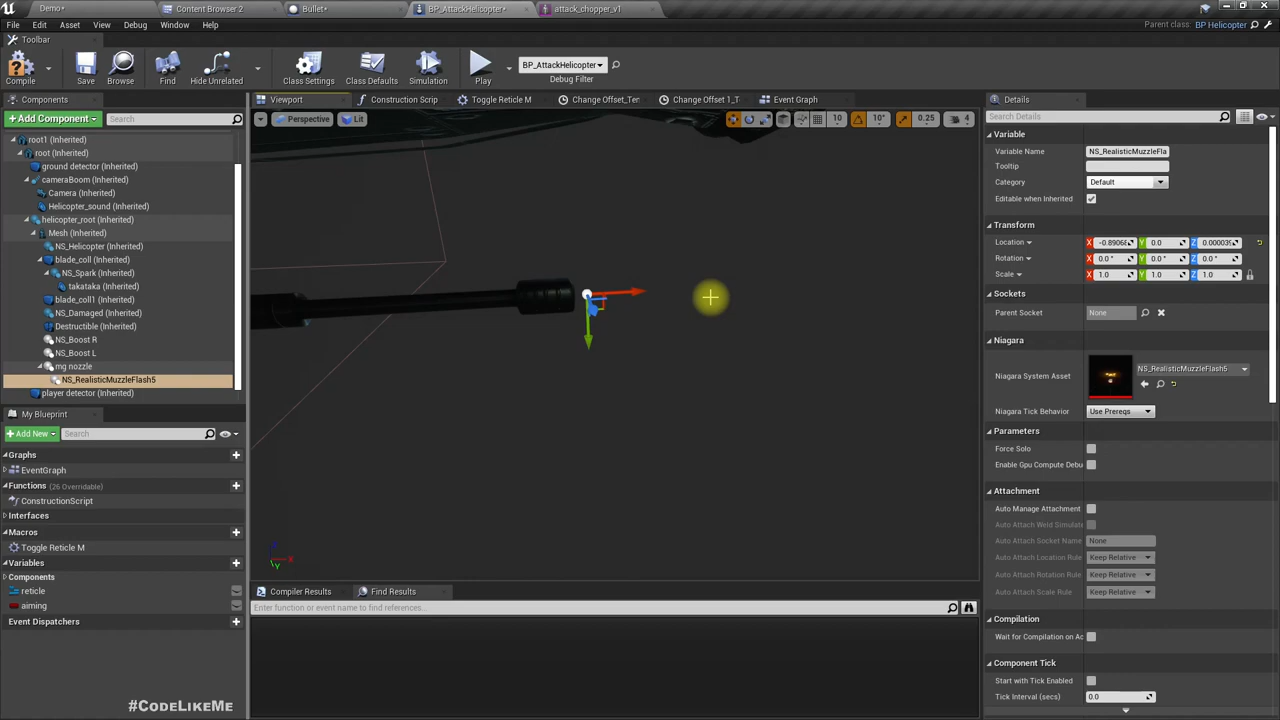 Demo•
Content Browser 2
Bullet•
BP_AttackHelicopter•
attack_chopper_v1
File Edit Asset View Debug Window Help
Parent class: BP Helicopter
Toolbar
Compile Save Browse Find Hide Unrelated Class Settings Class Defaults Simulation Play
BP_AttackHelicopter
Debug Filter
Components
+Add Component Search
root1 (Inherited)
root (Inherited)
ground detector (Inherited)
cameraBoom (Inherited)
Camera (Inherited)
Helicopter_sound (Inherited)
helicopter_root (Inherited)
Mesh (Inherited)
NS_Helicopter (Inherited)
blade_coll (Inherited)
NS_Spark (Inherited)
takataka (Inherited)
blade_coll1 (Inherited)
NS_Damaged (Inherited)
Destructible (Inherited)
NS_Boost R
NS_Boost L
mg nozzle
NS_RealisticMuzzleFlash5
player detector (Inherited)
My Blueprint
+Add New Search
Graphs
EventGraph
Functions (26 Overridable)
ConstructionScript
Interfaces
Macros
Toggle Reticle M
Variables
Components
reticle
aiming
Event Dispatchers
#CodeLikeMe
Viewport Construction Scrip Toggle Reticle M Change Offset_Ten Change Offset 1_T Event Graph
Perspective Lit 10 10° 0.25 4
X
Y
Compiler Results Find Results
Enter function or event name to find references...
Details
Search Details
Variable
Variable Name NS_RealisticMuzzleFla
Tooltip
Category Default
Editable when Inherited
Transform
Location X Y 0.0 Z
Rotation X 0.0 ° Y 0.0 ° Z 0.0 °
Scale X 1.0 Y 1.0 Z 1.0
Sockets
Parent Socket None
Niagara
Niagara System Asset NS_RealisticMuzzleFlash5
Niagara Tick Behavior Use Prereqs
Parameters
Force Solo
Enable Gpu Compute Debu
Attachment
Auto Manage Attachment
Auto Attach Weld Simulate
Auto Attach Socket Name None
Auto Attach Location Rule Keep Relative
Auto Attach Rotation Rule Keep Relative
Auto Attach Scale Rule Keep Relative
Compilation
Wait for Compilation on Ac
Component Tick
Start with Tick Enabled
Tick Interval (secs) 0.0